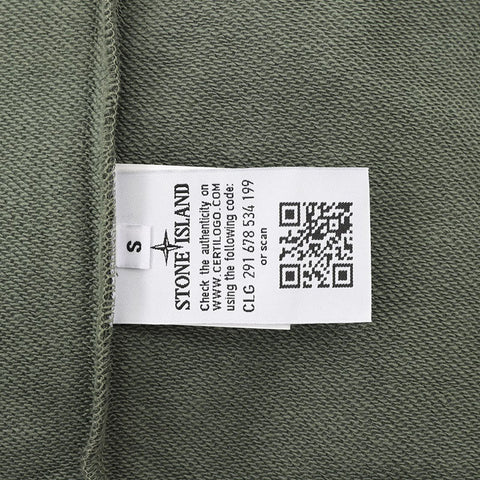 S
STONE ISLAND
Check the authenticity on
WWW.CERTILOGO.COM
using the following code:
CLG 291 678 534 199
or scan